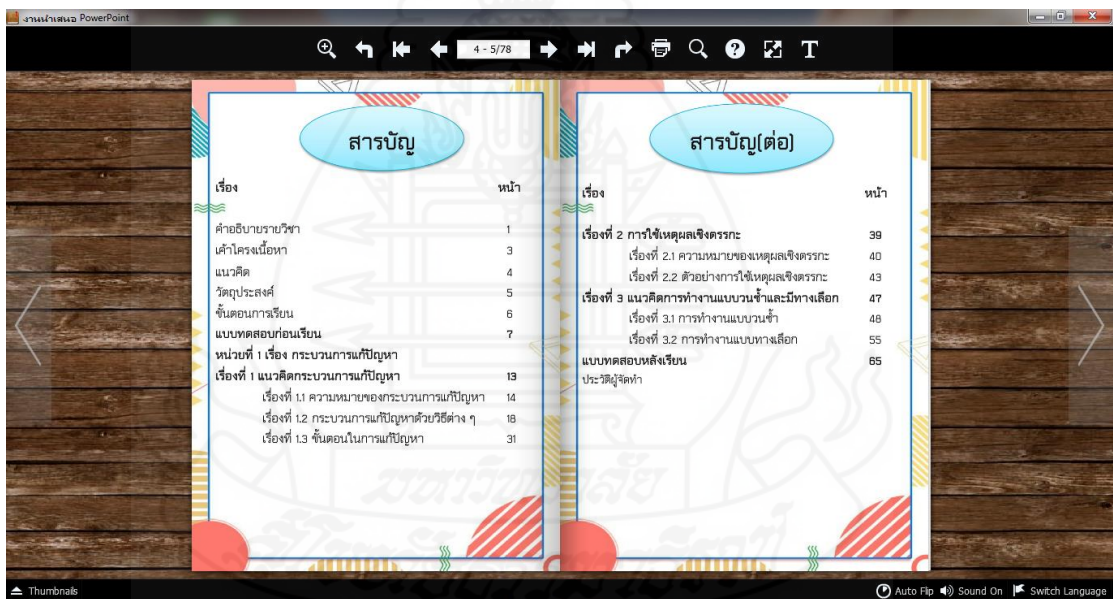 งานนำเสนอ PowerPoint
4 - 5/78
สารบัญ
เรื่อง หน้า
คำอธิบายรายวิชา 1
เค้าโครงเนื้อหา 3
แนวคิด 4
วัตถุประสงค์ 5
ขั้นตอนการเรียน 6
แบบทดสอบก่อนเรียน 7
หน่วยที่ 1 เรื่อง กระบวนการแก้ปัญหา
เรื่องที่ 1 แนวคิดกระบวนการแก้ปัญหา 13
เรื่องที่ 1.1 ความหมายของกระบวนการแก้ปัญหา 14
เรื่องที่ 1.2 กระบวนการแก้ปัญหาด้วยวิธีต่าง ๆ 18
เรื่องที่ 1.3 ขั้นตอนในการแก้ปัญหา 31
สารบัญ(ต่อ)
เรื่อง หน้า
เรื่องที่ 2 การใช้เหตุผลเชิงตรรกะ 39
เรื่องที่ 2.1 ความหมายของเหตุผลเชิงตรรกะ 40
เรื่องที่ 2.2 ตัวอย่างการใช้เหตุผลเชิงตรรกะ 43
เรื่องที่ 3 แนวคิดการทำงานแบบวนซ้ำและมีทางเลือก 47
เรื่องที่ 3.1 การทำงานแบบวนซ้ำ 48
เรื่องที่ 3.2 การทำงานแบบทางเลือก 55
แบบทดสอบหลังเรียน 65
ประวัติผู้จัดทำ
Thumbnails
Auto Flip Sound On Switch Language